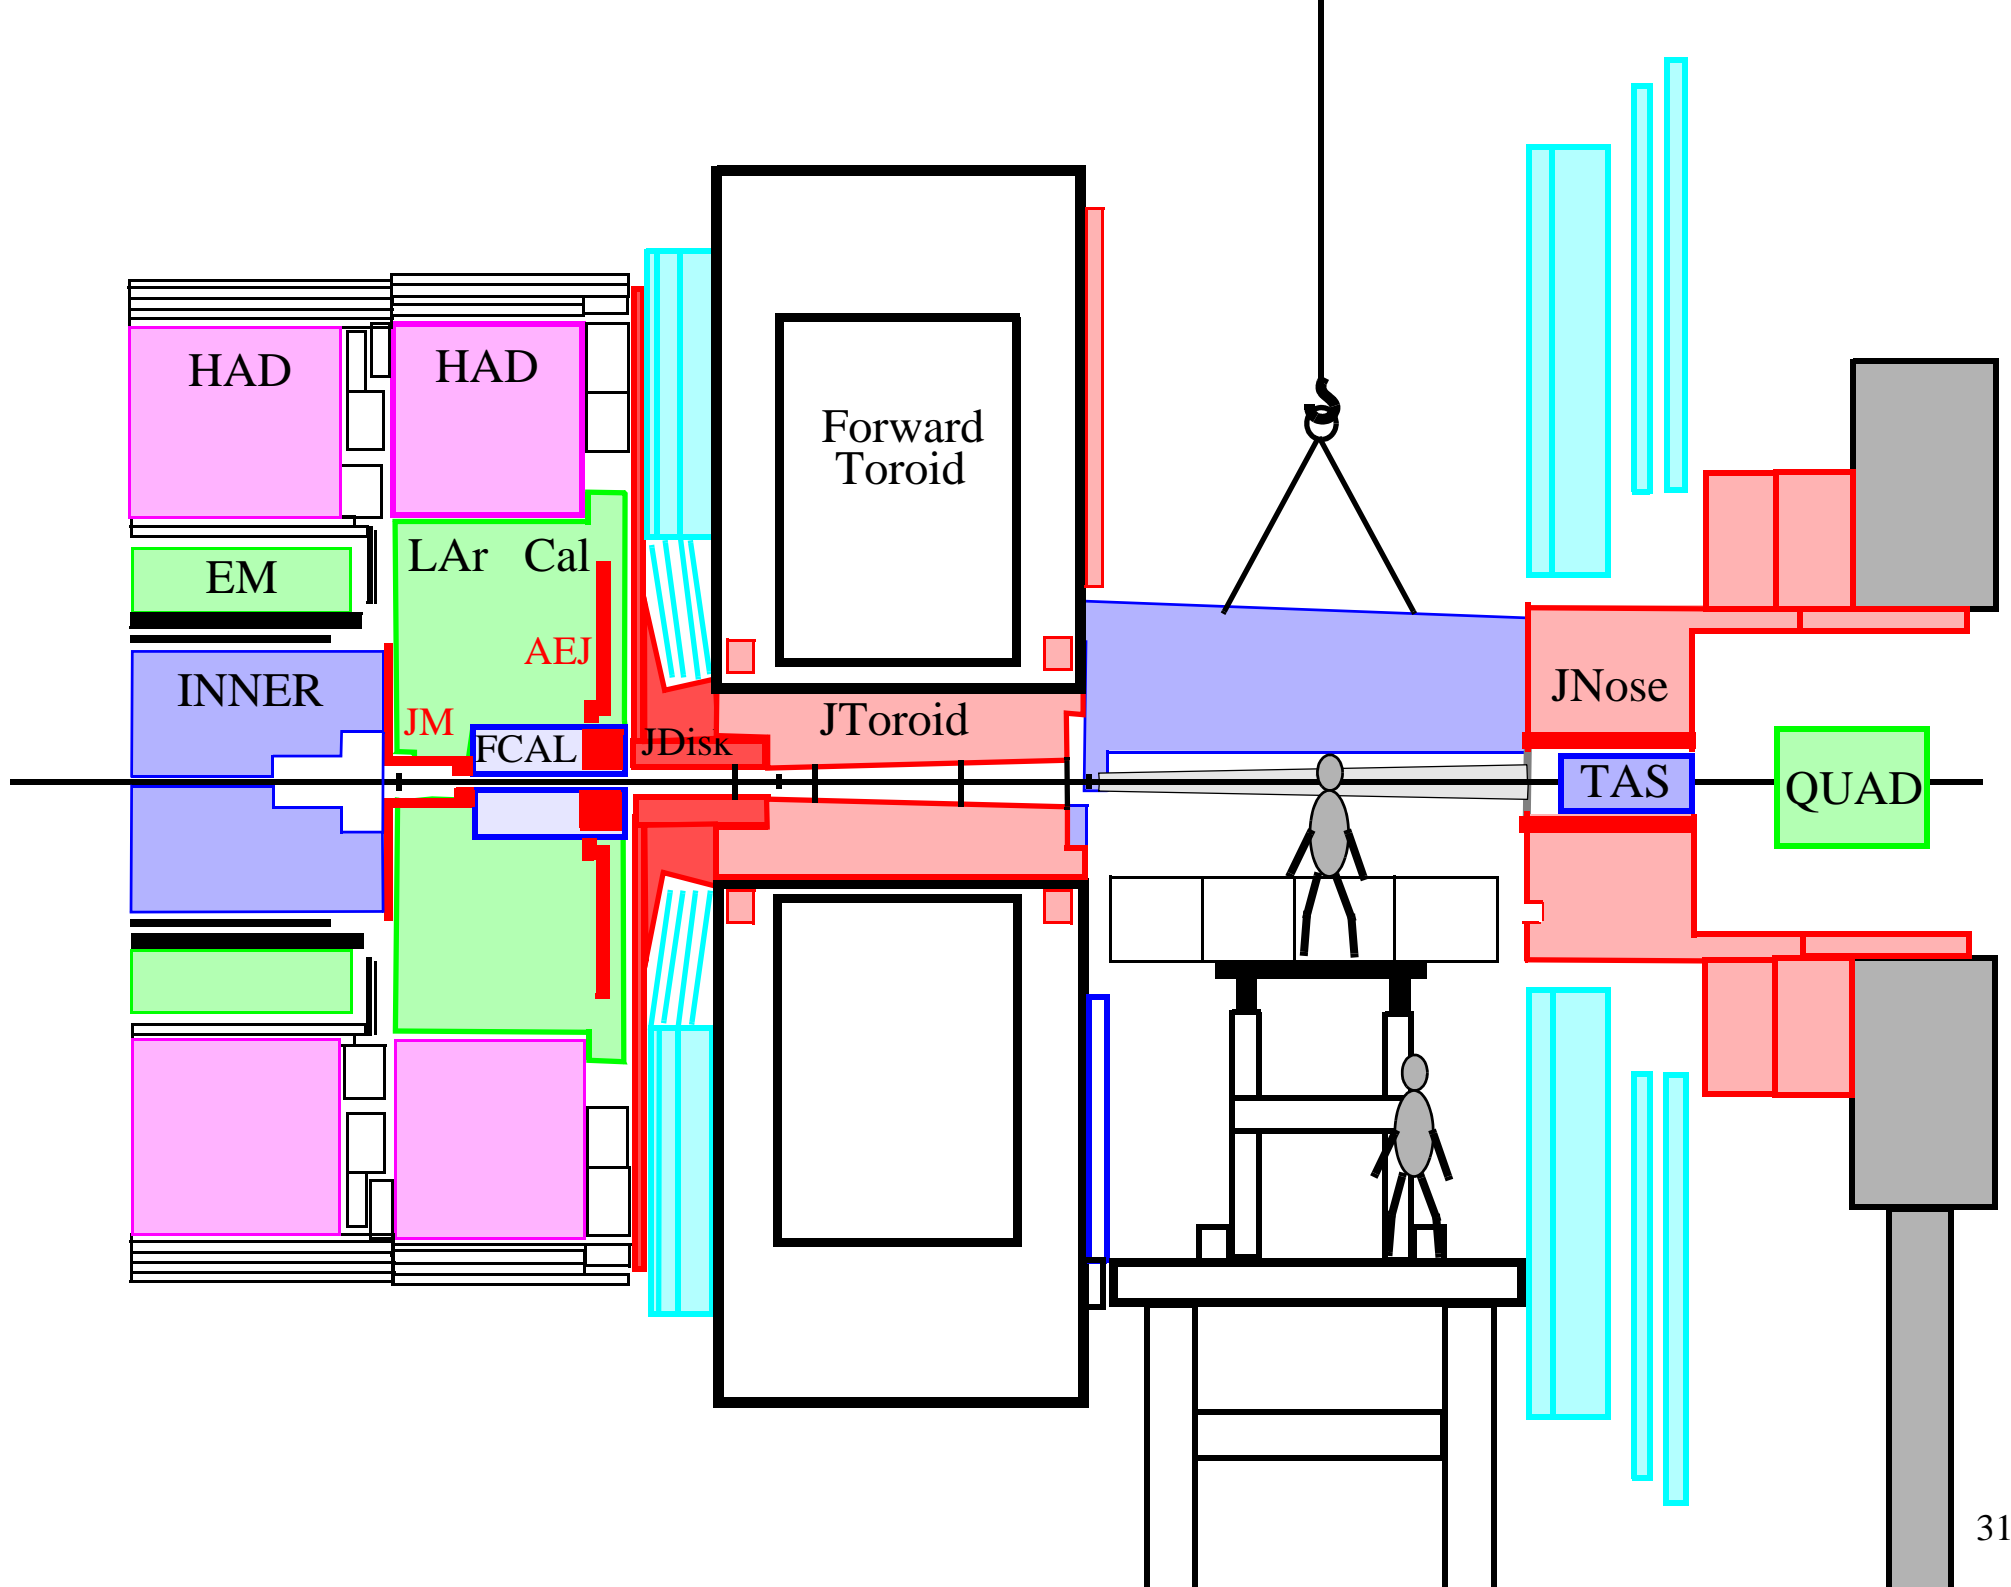 HAD
HAD
Forward
Toroid
LAr Cal
EM
AEJ
INNER
JM
JToroid
JNose
FCAL
JDisk
TAS
QUAD
31